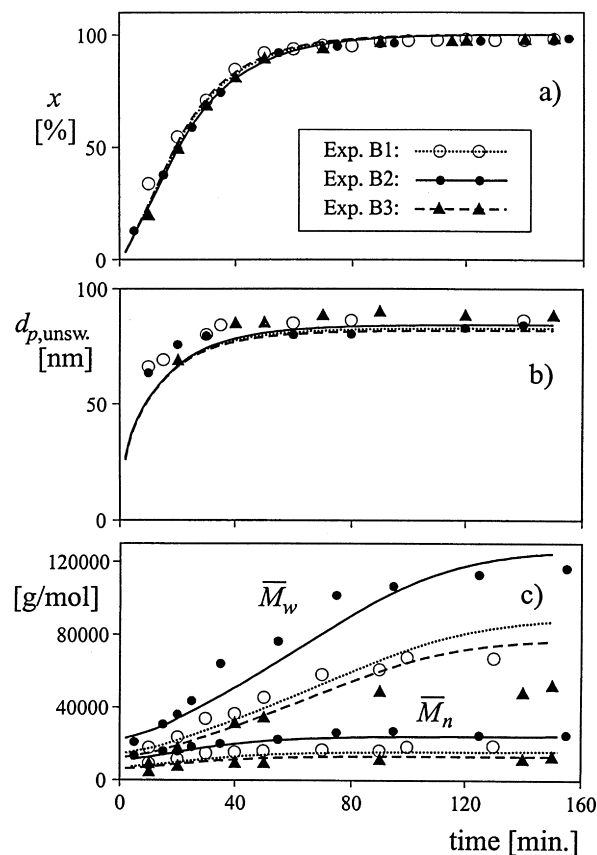 100
x
[%]
50
0
a)
Exp. B1:
Exp. B2:
Exp. B3:
100
d_p,unsw.
[nm]
50
0
b)
120000
[g/mol]
80000
40000
0
M̅_w
c)
M̅_n
0 40 80 120 160
time [min.]